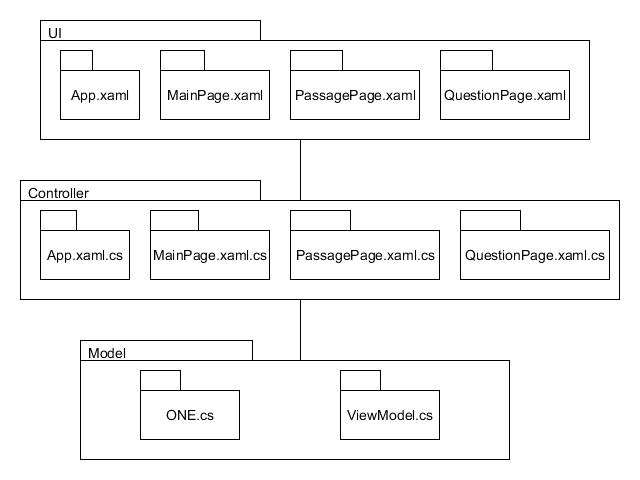 UI
App.xaml
MainPage.xaml
PassagePage.xaml
QuestionPage.xaml
Controller
App.xaml.cs
MainPage.xaml.cs
PassagePage.xaml.cs
QuestionPage.xaml.cs
Model
ONE.cs
ViewModel.cs